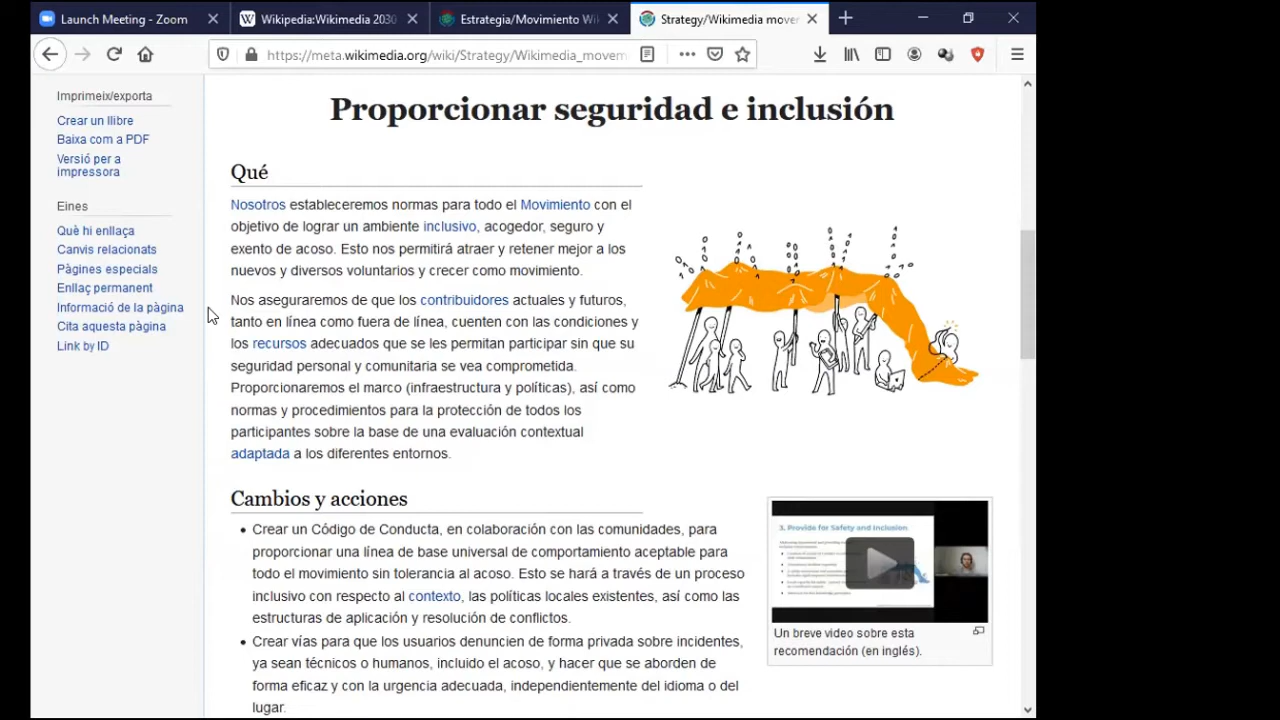 Launch Meeting - Zoom
Wikipedia:Wikimedia 2030
Estrategia/Movimiento Wi
Strategy/Wikimedia move
https://meta.wikimedia.org/wiki/Strategy/Wikimedia_movem
Imprimeix/exporta
Crear un llibre
Baixa com a PDF
Versió per a
impressora
Eines
Què hi enllaça
Canvis relacionats
Pàgines especials
Enllaç permanent
Informació de la pàgina
Cita aquesta pàgina
Link by ID
Proporcionar seguridad e inclusión
Qué
Nosotros estableceremos normas para todo el Movimiento con el
objetivo de lograr un ambiente inclusivo, acogedor, seguro y
exento de acoso. Esto nos permitirá atraer y retener mejor a los
nuevos y diversos voluntarios y crecer como movimiento.
Nos aseguraremos de que los contribuidores actuales y futuros,
tanto en línea como fuera de línea, cuenten con las condiciones y
los recursos adecuados que se les permitan participar sin que su
seguridad personal y comunitaria se vea comprometida.
Proporcionaremos el marco (infraestructura y políticas), así como
normas y procedimientos para la protección de todos los
participantes sobre la base de una evaluación contextual
adaptada a los diferentes entornos.
Cambios y acciones
• Crear un Código de Conducta, en colaboración con las comunidades, para
proporcionar una línea de base universal de comportamiento aceptable para
todo el movimiento sin tolerancia al acoso. Esto se hará a través de un proceso
inclusivo con respecto al contexto, las políticas locales existentes, así como las
estructuras de aplicación y resolución de conflictos.
• Crear vías para que los usuarios denuncien de forma privada sobre incidentes,
ya sean técnicos o humanos, incluido el acoso, y hacer que se aborden de
forma eficaz y con la urgencia adecuada, independientemente del idioma o del
lugar.
3. Provide for Safety and Inclusion
Un breve video sobre esta
recomendación (en inglés).